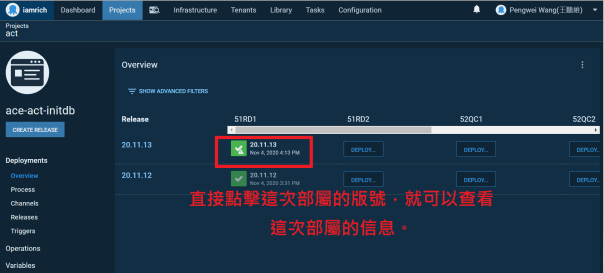 iamrich Dashboard Projects Infrastructure Tenants Library Tasks Configuration Pengwei Wang(王鵬維)
Projects
act
Overview
SHOW ADVANCED FILTERS
ace-act-initdb
CREATE RELEASE
Release 51RD1 51RD2 52QC1 52QC2
20.11.13 20.11.13 DEPLOY... DEPLOY... DEPLOY...
Nov 4, 2020 4:13 PM
20.11.12 20.11.12 DEPLOY... DEPLOY... DEPLOY...
Nov 4, 2020 3:31 PM
直接點擊這次部屬的版號,就可以查看
這次部屬的信息。
Deployments
Overview
Process
Channels
Releases
Triggers
Operations
Variables